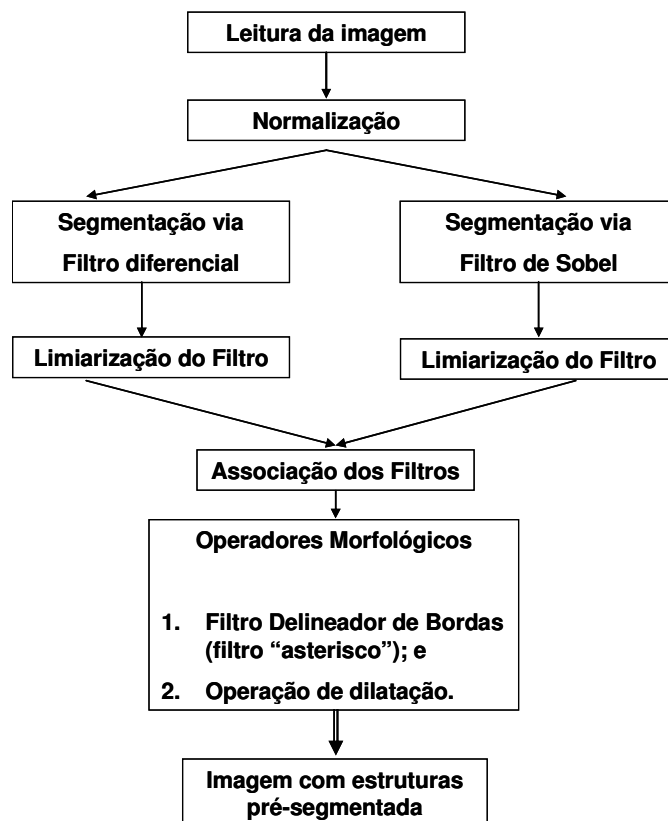 Leitura da imagem
Normalização
Segmentação via
Filtro diferencial
Segmentação via
Filtro de Sobel
Limiarização do Filtro
Limiarização do Filtro
Associação dos Filtros
Operadores Morfológicos
1. Filtro Delineador de Bordas
(filtro “asterisco”); e
2. Operação de dilatação.
Imagem com estruturas
pré-segmentada